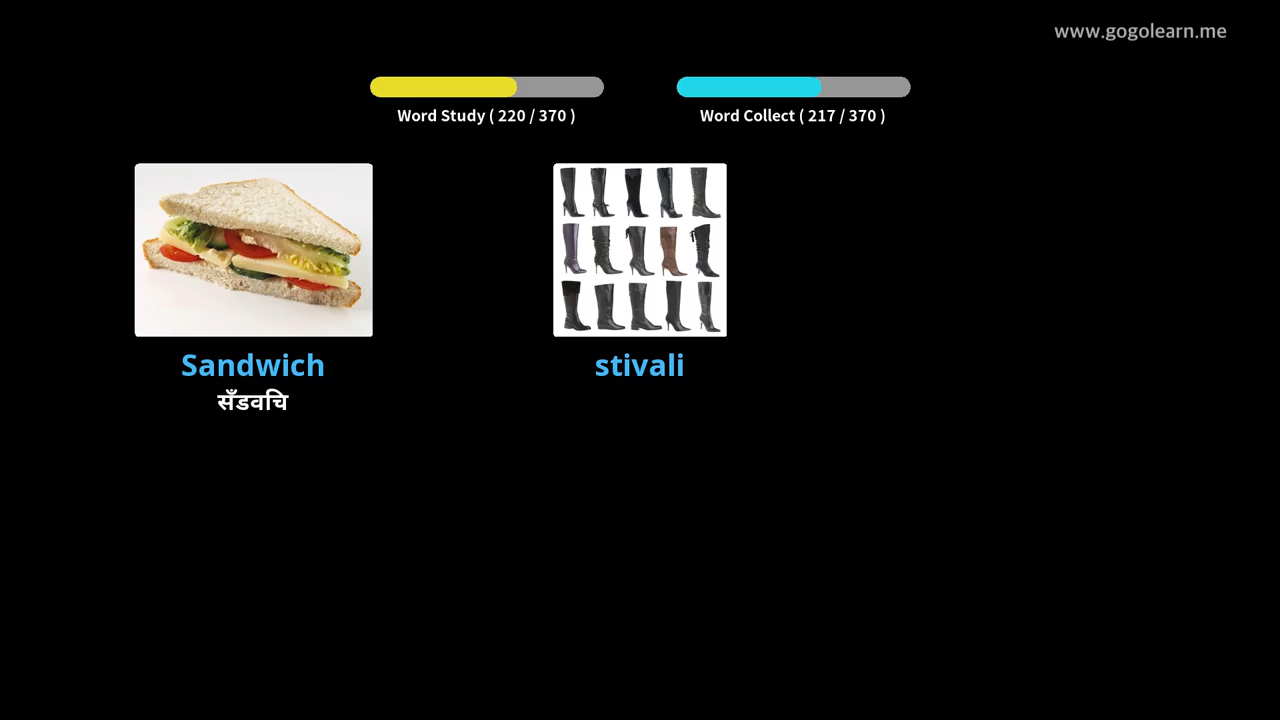 www.gogolearn.me
Word Study ( 220 / 370 )
Word Collect ( 217 / 370 )
Sandwich
सैंडवचि
stivali